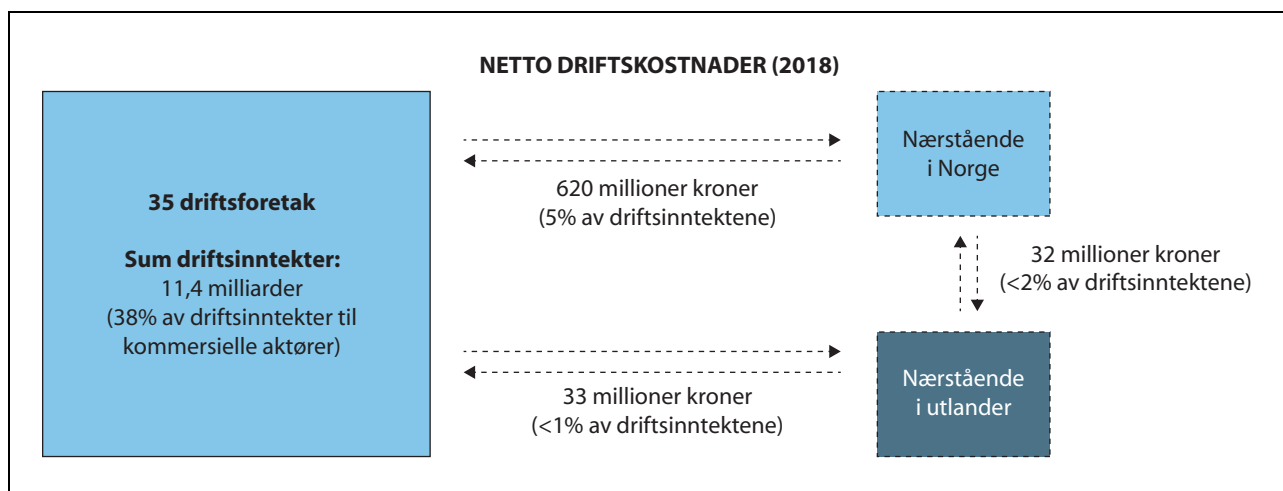 NETTO DRIFTSKOSTNADER (2018)
35 driftsforetak
Sum driftsinntekter:
11,4 milliarder
(38% av driftsinntekter til
kommersielle aktører)
620 millioner kroner
(5% av driftsinntektene)
Nærstående
i Norge
32 millioner kroner
(<2% av driftsinntektene)
33 millioner kroner
(<1% av driftsinntektene)
Nærstående
i utlander